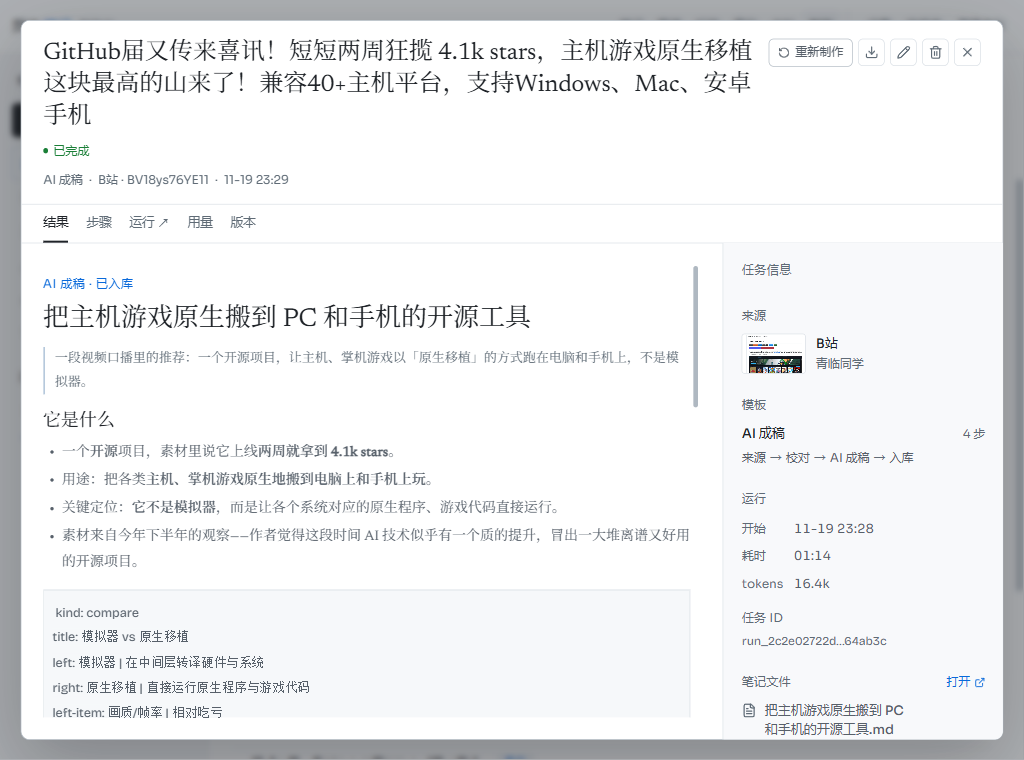 GitHub届又传来喜讯！短短两周狂揽 4.1k stars，主机游戏原生移植
这块最高的山来了！兼容40+主机平台，支持Windows、Mac、安卓
手机
重新制作
已完成
AI 成稿 · B站 · BV18ys76YE11 · 11-19 23:29
结果 步骤 运行 ↗ 用量 版本
AI 成稿 · 已入库
把主机游戏原生搬到 PC 和手机的开源工具
一段视频口播里的推荐：一个开源项目，让主机、掌机游戏以「原生移植」的方式跑在电脑和手机上，不是模
拟器。
它是什么
• 一个开源项目，素材里说它上线两周就拿到 4.1k stars。
• 用途：把各类主机、掌机游戏原生地搬到电脑上和手机上玩。
• 关键定位：它不是模拟器，而是让各个系统对应的原生程序、游戏代码直接运行。
• 素材来自今年下半年的观察——作者觉得这段时间 AI 技术似乎有一个质的提升，冒出一大堆离谱又好用
的开源项目。
kind: compare
title: 模拟器 vs 原生移植
left: 模拟器 | 在中间层转译硬件与系统
right: 原生移植 | 直接运行原生程序与游戏代码
left-item: 画质/帧率 | 相对吃亏
任务信息
来源
B站
青临同学
模板
AI 成稿 4 步
来源 → 校对 → AI 成稿 → 入库
运行
开始 11-19 23:28
耗时 01:14
tokens 16.4k
任务 ID
run_2c2e02722d...64ab3c
笔记文件 打开
把主机游戏原生搬到 PC
和手机的开源工具.md